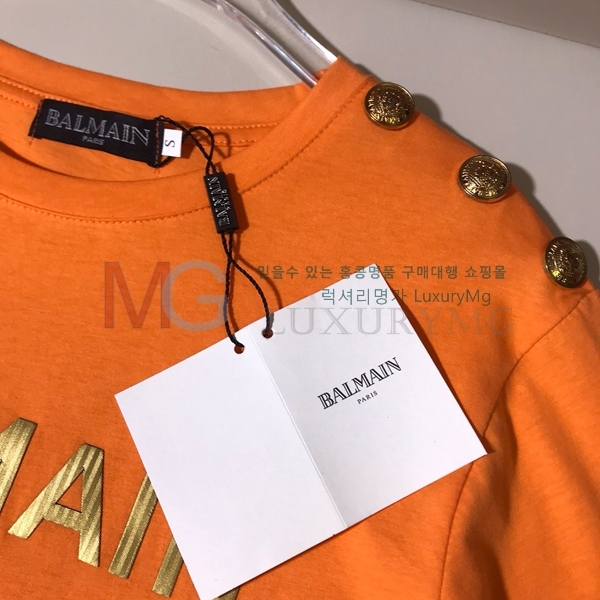 BALMAIN
PARIS
S
BALMAIN
MG 믿을수 있는 홍콩명품 구매대행 쇼핑몰
럭셔리명가 LuxuryMg
LUXURYMG
BALMAIN
PARIS
MAIN